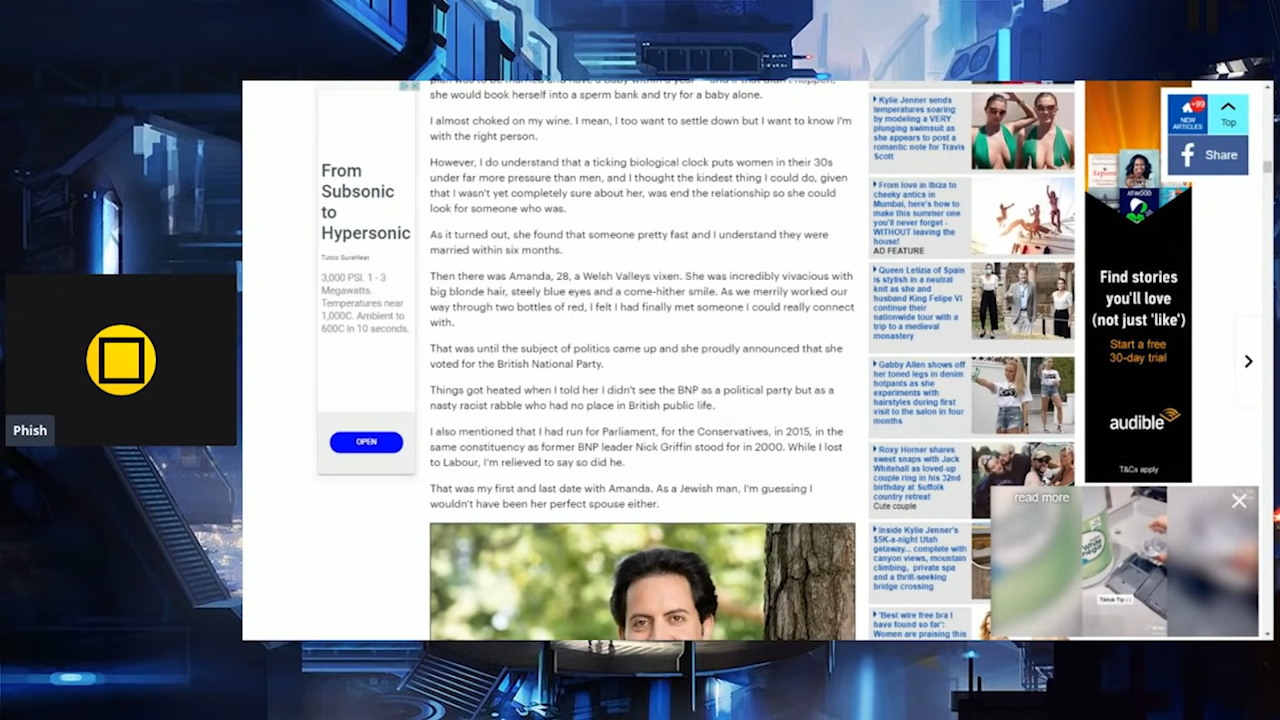 she would book herself into a sperm bank and try for a baby alone.
I almost choked on my wine. I mean, I too want to settle down but I want to know I'm
with the right person.
However, I do understand that a ticking biological clock puts women in their 30s
under far more pressure than men, and I thought the kindest thing I could do, given
that I wasn't yet completely sure about her, was end the relationship so she could
look for someone who was.
As it turned out, she found that someone pretty fast and I understand they were
married within six months.
Then there was Amanda, 28, a Welsh Valleys vixen. She was incredibly vivacious with
big blonde hair, steely blue eyes and a come-hither smile. As we merrily worked our
way through two bottles of red, I felt I had finally met someone I could really connect
with.
That was until the subject of politics came up and she proudly announced that she
voted for the British National Party.
Things got heated when I told her I didn't see the BNP as a political party but as a
nasty racist rabble who had no place in British public life.
I also mentioned that I had run for Parliament, for the Conservatives, in 2015, in the
same constituency as former BNP leader Nick Griffin stood for in 2000. While I lost
to Labour, I'm relieved to say so did he.
That was my first and last date with Amanda. As a Jewish man, I'm guessing I
wouldn't have been her perfect spouse either.
From
Subsonic
to
Hypersonic
Tutco SureHeat
3,000 PSI. 1 - 3
Megawatts.
Temperatures near
1,000C. Ambient to
600C in 10 seconds.
OPEN
Phish
Kylie Jenner sends
temperatures soaring
by modeling a VERY
plunging swimsuit as
she appears to post a
romantic note for Travis
Scott
From love in Ibiza to
cheeky antics in
Mumbai, here's how to
make this summer one
you'll never forget -
WITHOUT leaving the
house!
AD FEATURE
Queen Letizia of Spain
is stylish in a neutral
knit as she and
husband King Felipe VI
continue their
nationwide tour with a
trip to a medieval
monastery
Gabby Allen shows off
her toned legs in denim
hotpants as she
experiments with
hairstyles during first
visit to the salon in four
months
Roxy Horner shares
sweet snaps with Jack
Whitehall as loved-up
couple ring in his 32nd
birthday at Suffolk
country retreat
Cute couple
Inside Kylie Jenner's
$5K-a-night Utah
getaway... complete with
canyon views, mountain
climbing, private spa
and a thrill-seeking
bridge crossing
'Best wire free bra I
have found so far':
Women are praising this
+99
NEW
ARTICLES
Top
Share
ATWOOD
Find stories
you'll love
(not just 'like')
Start a free
30-day trial
audible
T&Cs apply
read more